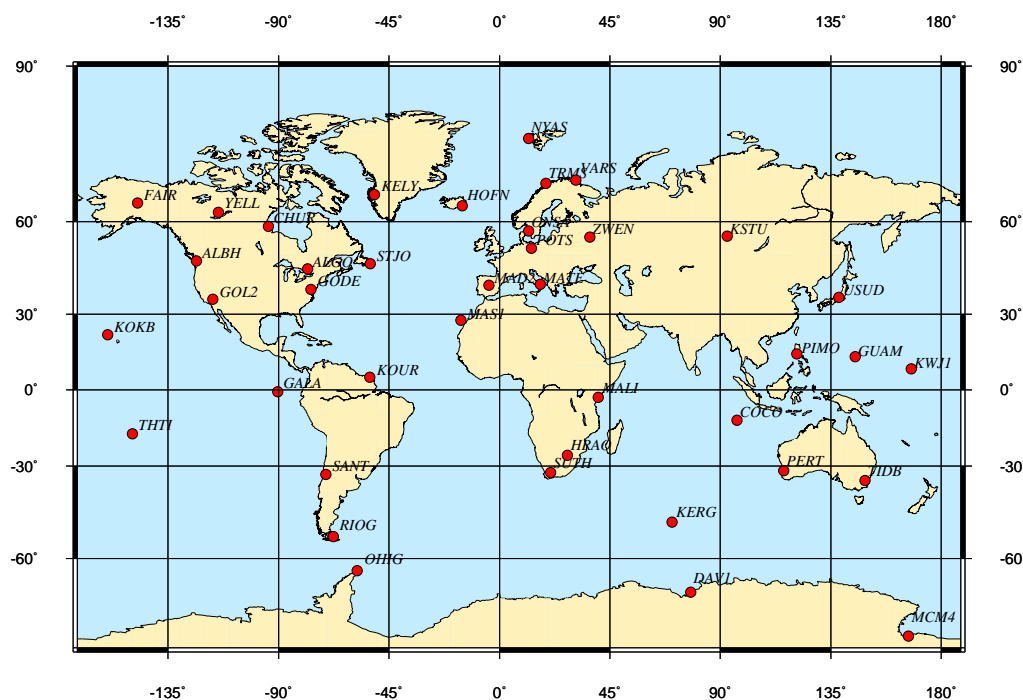 -135° -90° -45° 0° 45° 90° 135° 180°
90° 90°
NYAS
TRMS VARS
KELY HOFN
FAIR YELL
60° 60°
CHUR ONSA ZWEN KSTU
POTS
ALBH ALGO STJO
GODE MAD2 MATE
GOL2 USUD
30° 30°
KOKB MAS1
PIMO GUAM KWJ1
KOUR
0° GALA MALI 0°
THTI COCO
HRAO
-30° SANT SUTH PERT TIDB -30°
RIOG KERG
-60° OHIG -60
DAV1
MCM4
-135° -90° -45° 0° 45° 90° 135° 180°